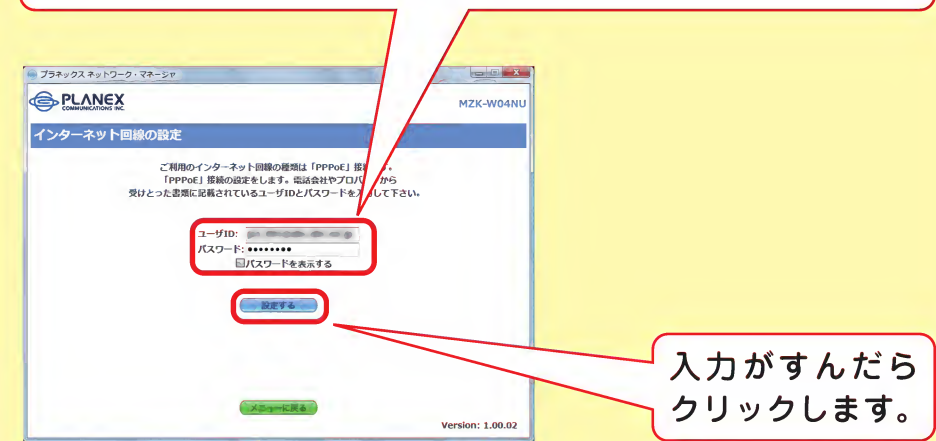 プラネックス ネットワーク・マネージャ
PLANEX
COMMUNICATIONS INC.
MZK-W04NU
インターネット回線の設定
ご利用のインターネット回線の種類は「PPPoE」接
「PPPoE」接続の設定をします。電話会社やプロバ から
受けとった書類に記載されているユーザIDとパスワードを入 して下さい。
ユーザID:
パスワード: ●●●●●●●●
パスワードを表示する
設定する
入力がすんだら
クリックします。
メニューに戻る
Version: 1.00.02